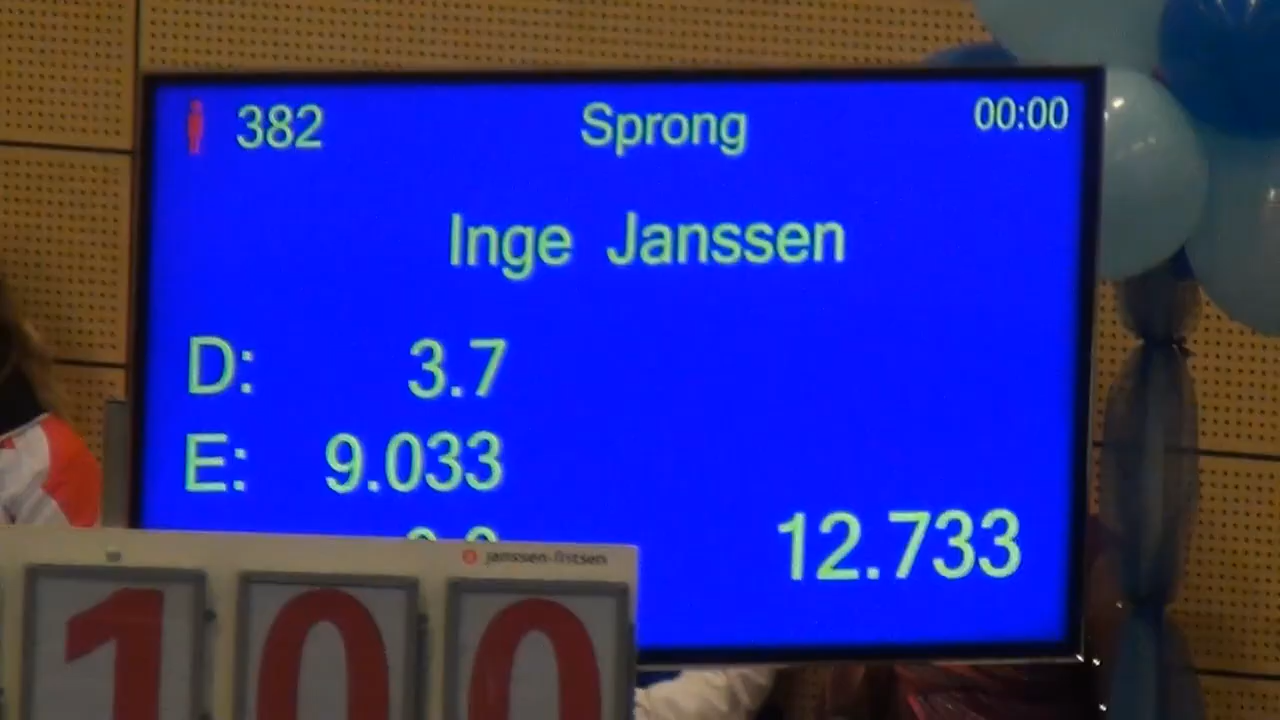 382 Sprong 00:00
Inge Janssen
D: 3.7
E: 9.033
12.733
janssen-fritsen
100